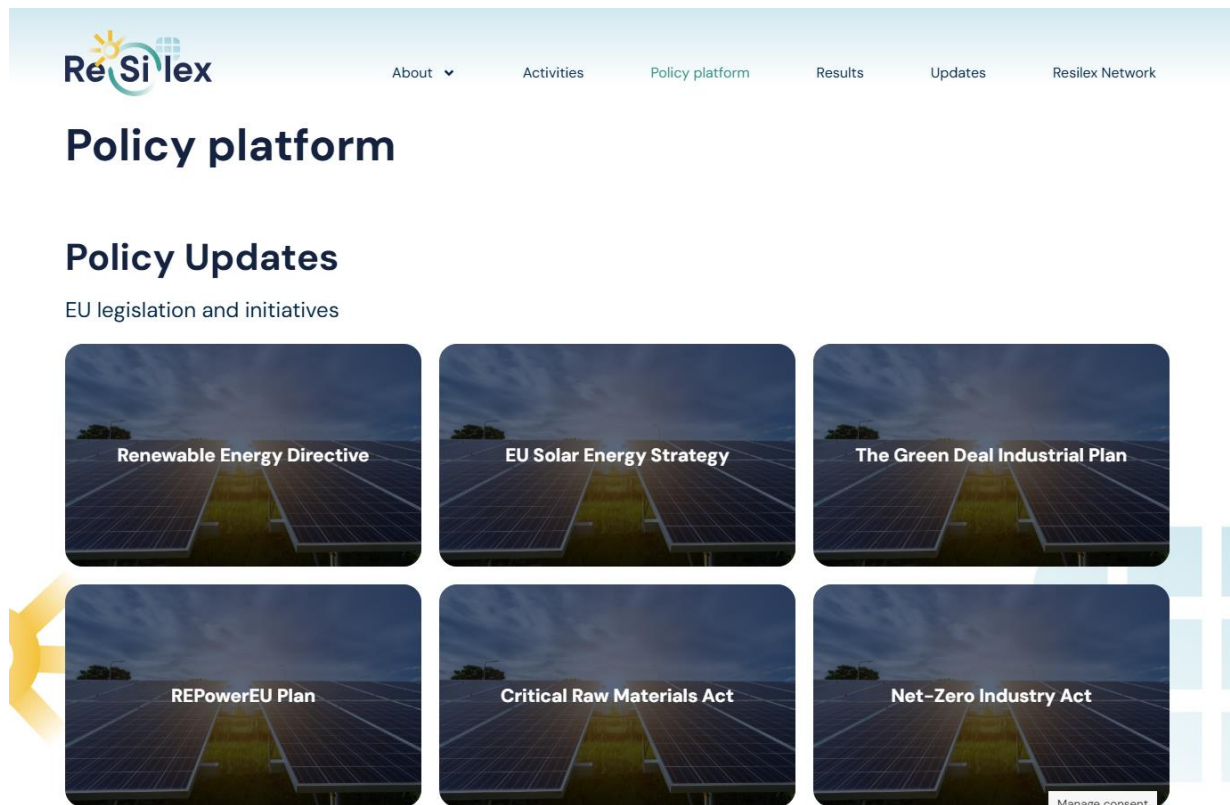 ReSilex
About
Activities
Policy platform
Results
Updates
Resilex Network
Policy platform
Policy Updates
EU legislation and initiatives
Renewable Energy Directive
EU Solar Energy Strategy
The Green Deal Industrial Plan
REPowerEU Plan
Critical Raw Materials Act
Net-Zero Industry Act
Manage consent